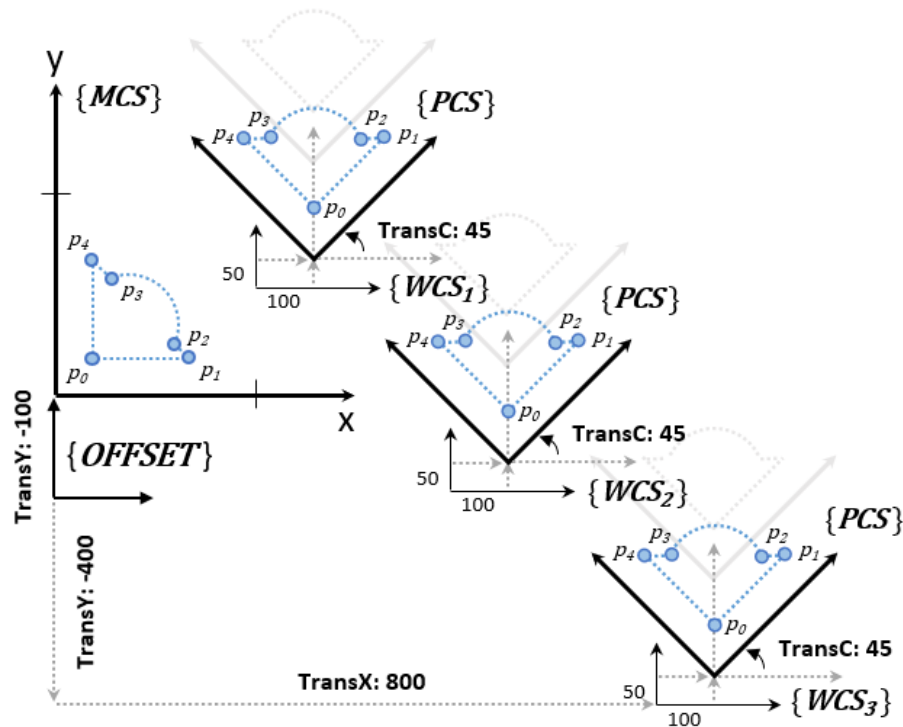 y
{MCS}
{PCS}
p4
p3
p2
p1
p0
TransC: 45
50
100
{WCS1}
p4
p3
p2
p1
p0
x
TransY: -100
{OFFSET}
{PCS}
p4
p3
p2
p1
p0
TransC: 45
50
100
{WCS2}
TransY: -400
TransX: 800
{PCS}
p4
p3
p2
p1
p0
TransC: 45
50
100
{WCS3}